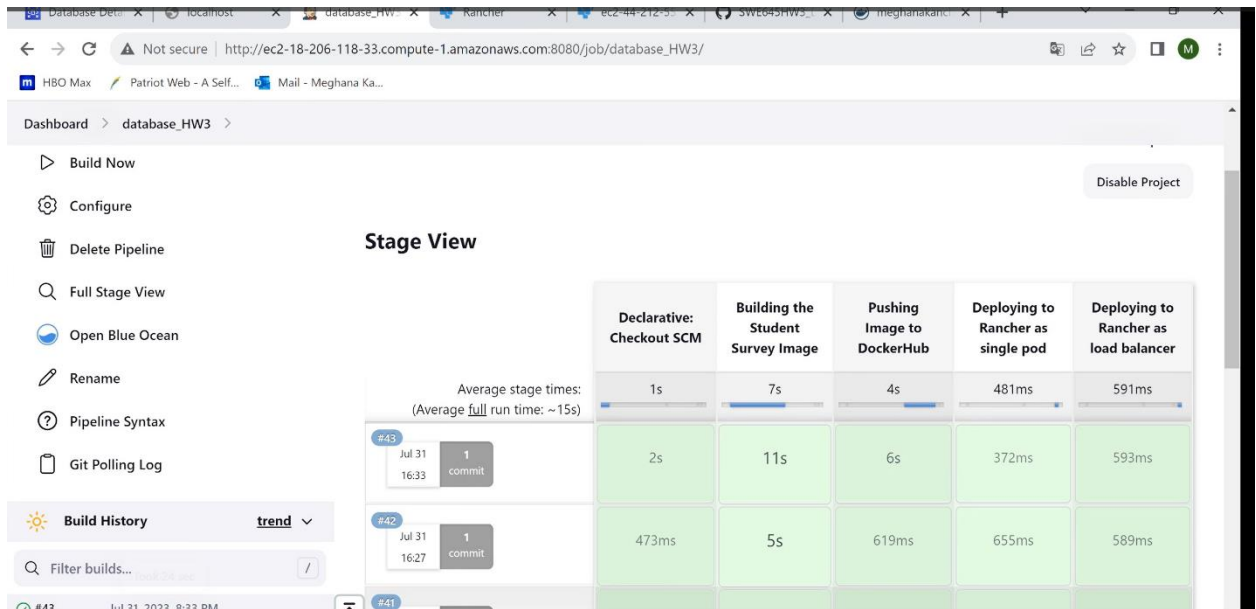 Database Deta
localhost
database_HW3
Rancher
ec2-44-212-55
SWE645HW3_
meghanakanc
Not secure http://ec2-18-206-118-33.compute-1.amazonaws.com:8080/job/database_HW3/
M
m HBO Max Patriot Web - A Self... Mail - Meghana Ka...
Dashboard > database_HW3 >
Build Now
Disable Project
Configure
Delete Pipeline
Full Stage View
Open Blue Ocean
Rename
Pipeline Syntax
Git Polling Log
Build History trend
Filter builds... /
#43 Jul 31, 2023, 8:33 PM
Stage View
Declarative:
Checkout SCM
Building the
Student
Survey Image
Pushing
Image to
DockerHub
Deploying to
Rancher as
single pod
Deploying to
Rancher as
load balancer
Average stage times:
(Average full run time: ~15s)
1s 7s 4s 481ms 591ms
#43
Jul 31
16:33
1
commit
2s 11s 6s 372ms 593ms
#42
Jul 31
16:27
1
commit
473ms 5s 619ms 655ms 589ms
#41